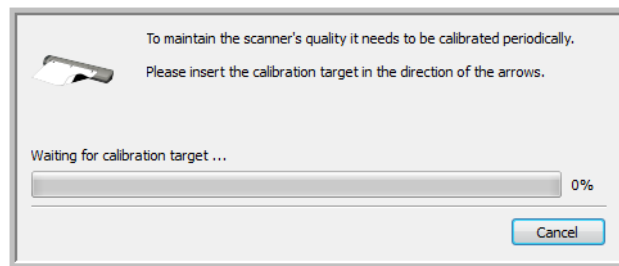 To maintain the scanner's quality it needs to be calibrated periodically.
Please insert the calibration target in the direction of the arrows.
Waiting for calibration target ...
0%
Cancel